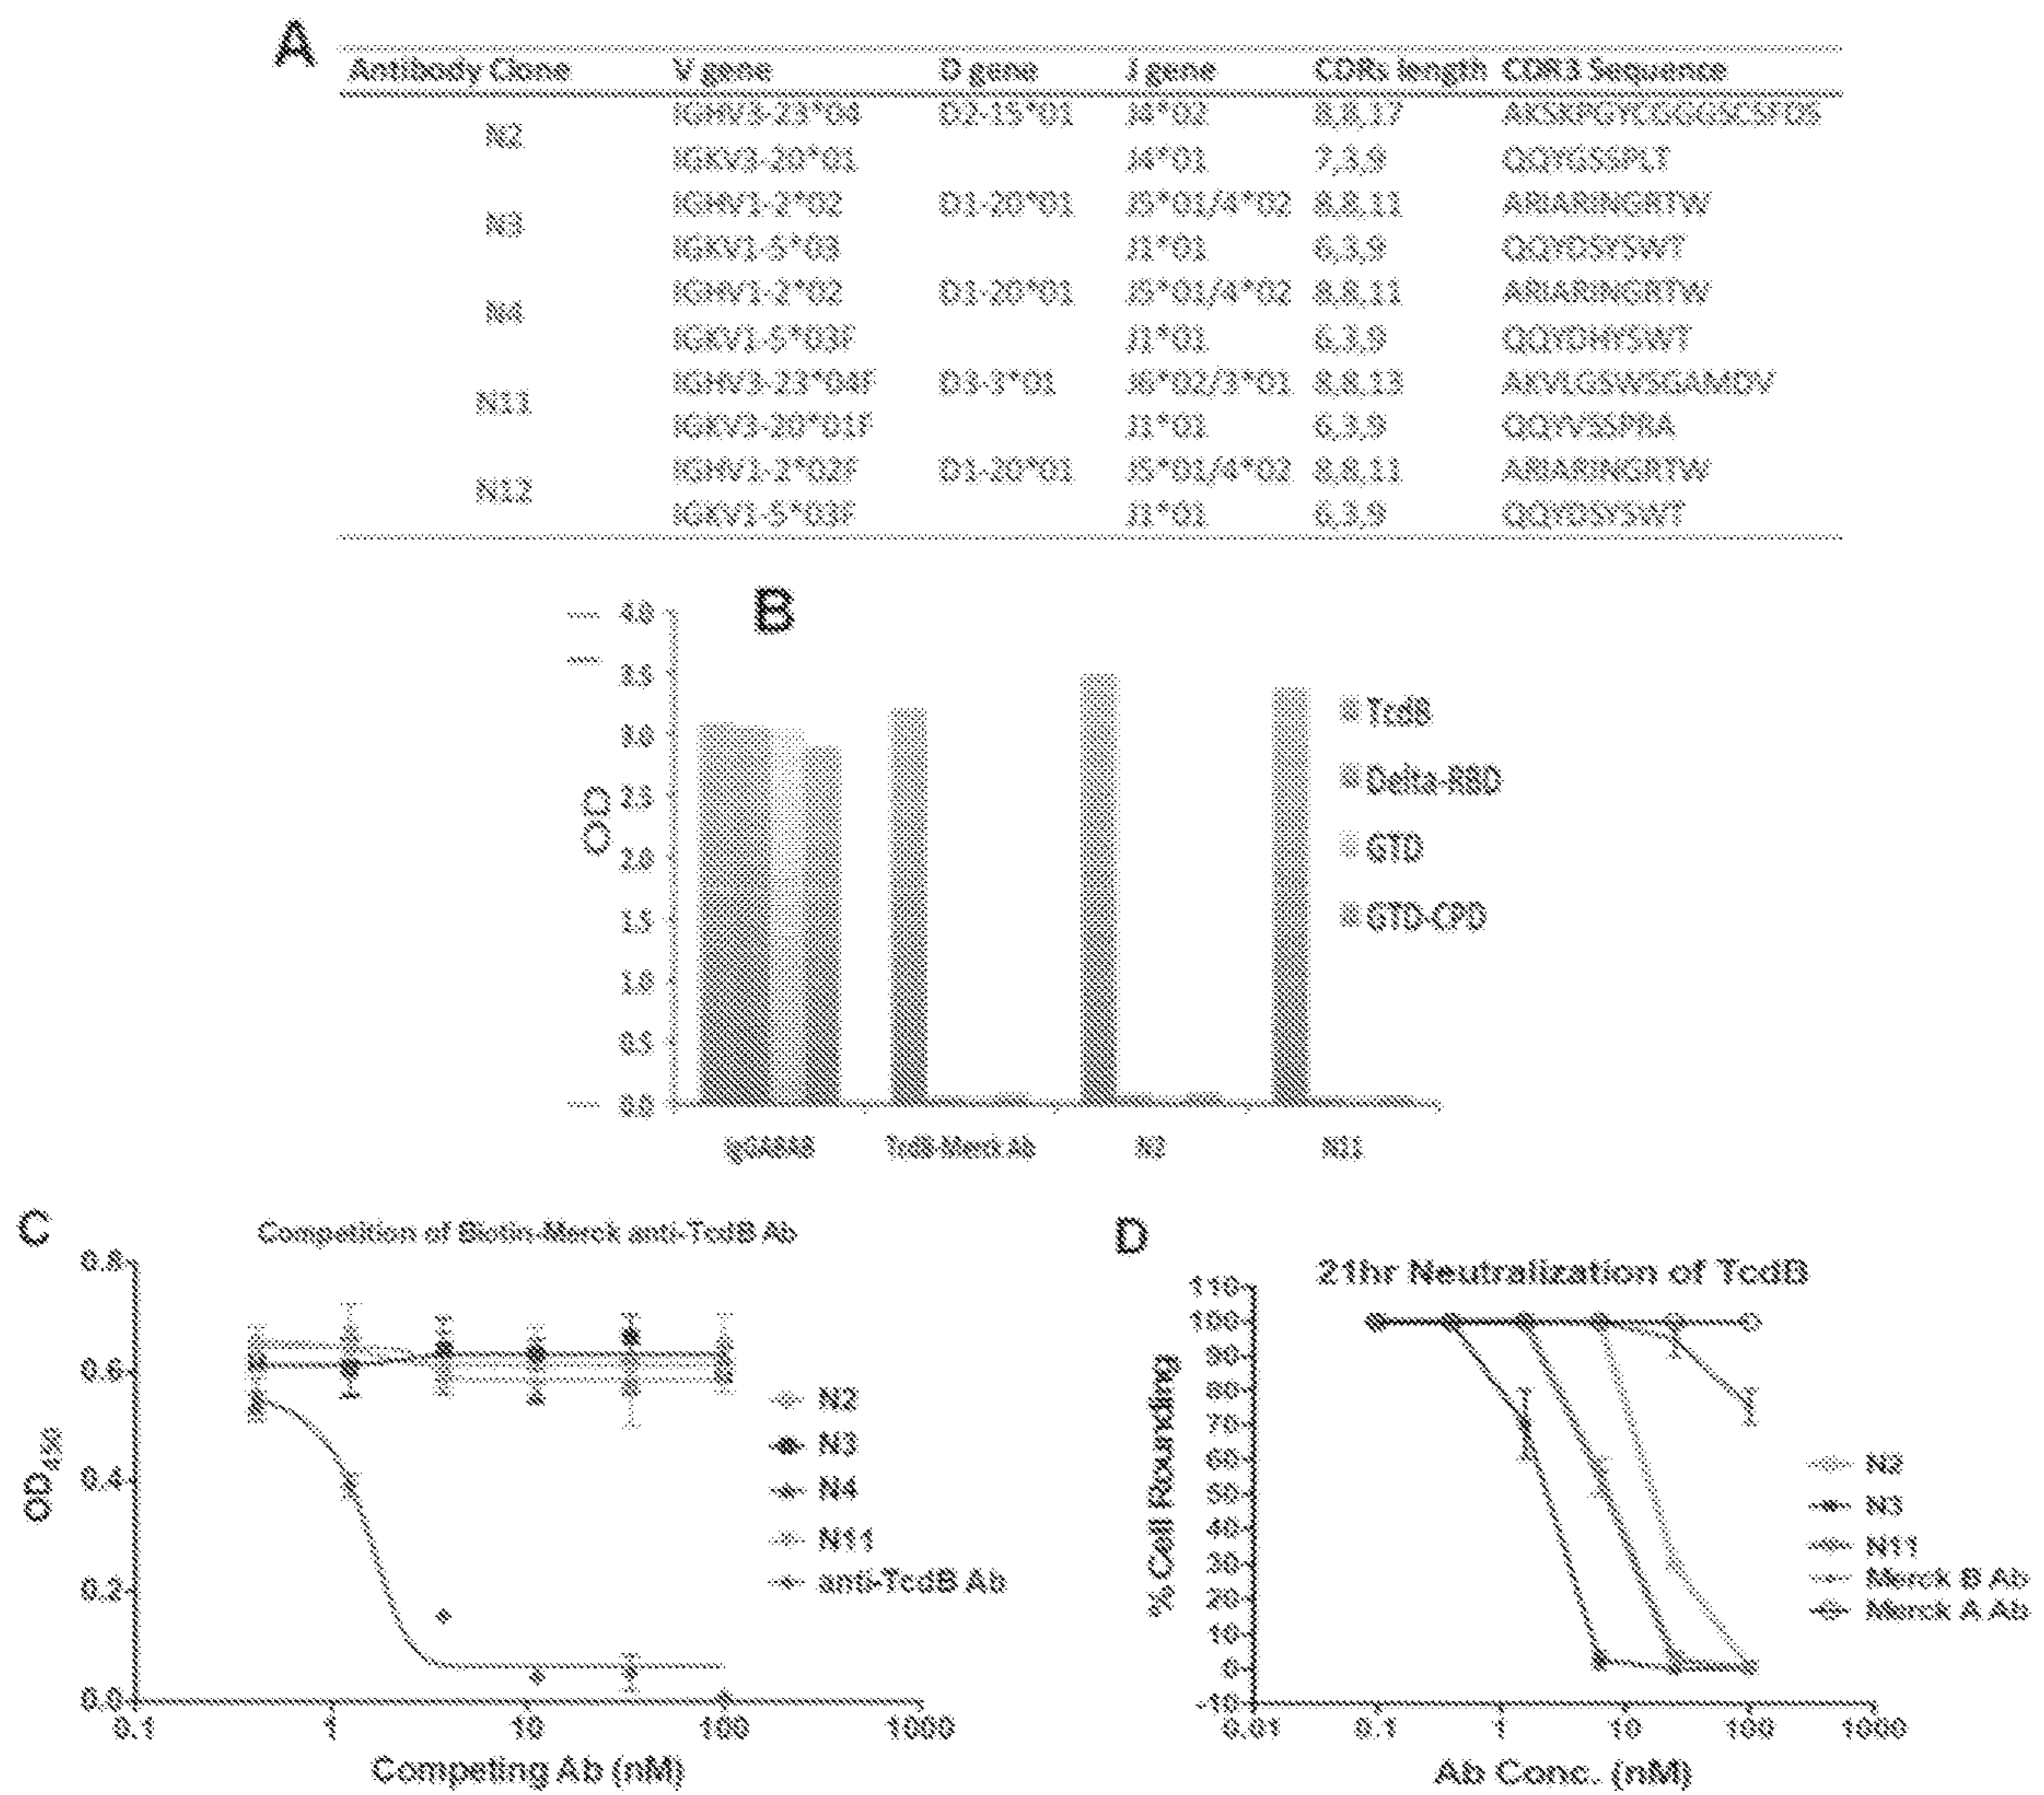 A
Antibody Clone V gene D gene J gene CDRs length CDR3 Sequence
N2
IGHV3-23*04 D2-15*01 J4*02 8,8,17 AKSKPGYCGGGSCSFDS
IGKV3-20*01 J4*01 7,3,9 QQYGSSPLT
N3
IGHV1-2*02 D1-20*01 J5*01/4*02 8,8,11 ARIARINGRTW
IGKV1-5*03 J1*01 6,3,9 QQYDSYSWT
N4
IGHV1-2*02 D1-20*01 J5*01/4*02 8,8,11 ARIARINGRTW
IGKV1-5*03F J1*01 6,3,9 QQYDHYSWT
N11
IGHV3-23*04F D3-3*01 J6*02/3*01 8,8,13 AKVLGSWSGAMDV
IGKV3-20*01F J1*01 6,3,9 QQYVSSPRA
N12
IGHV1-2*02F D1-20*01 J5*01/4*02 8,8,11 ARIARINGRTW
IGKV1-5*03F J1*01 6,3,9 QQYDSYSWT
B
4.0
3.5
3.0
2.5
2.0
1.5
1.0
0.5
0.0
OD
TcdB
Delta-RBD
GTD
GTD-CPD
TcdB-Merck Ab N2 N11
C
Competition of Biotin-Merck anti-TcdB Ab
0.8
0.6
0.4
0.2
0.0
OD450
N2
N3
N4
N11
anti-TcdB Ab
0.1 1 10 100 1000
Competing Ab (nM)
D
21hr Neutralization of TcdB
110
100
90
80
70
60
50
40
30
20
10
0
-10
% Cell Rounding
N2
N3
N11
Merck B Ab
Merck A Ab
0.01 0.1 1 10 100 1000
Ab Conc. (nM)